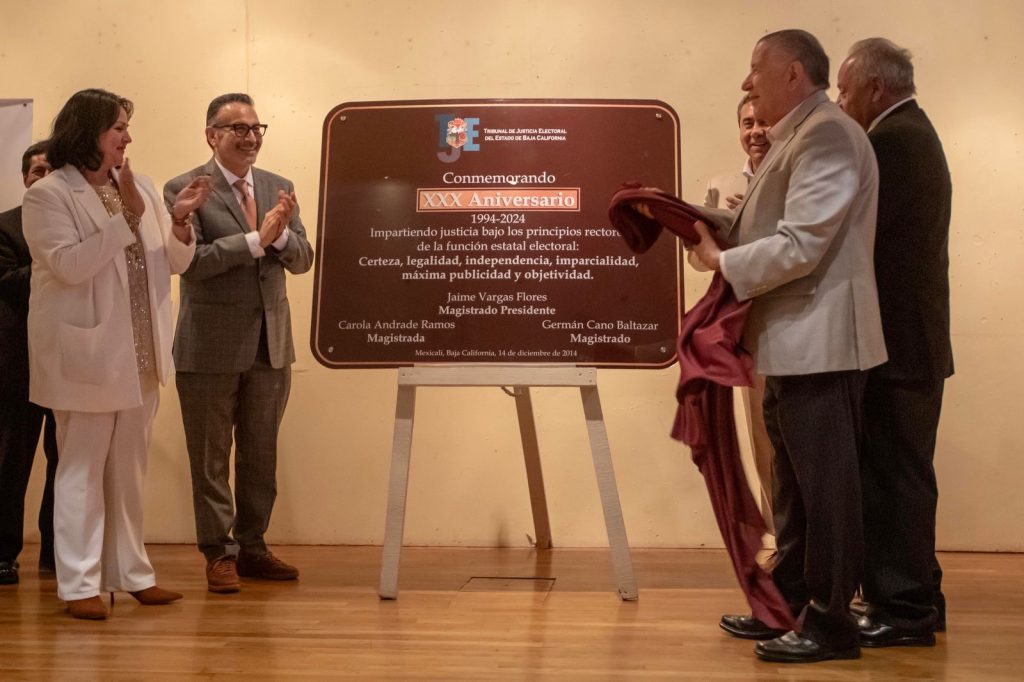 TJE
TRIBUNAL DE JUSTICIA ELECTORAL
DEL ESTADO DE BAJA CALIFORNIA
Conmemorando
XXX Aniversario
1994-2024
Impartiendo justicia bajo los principios rectore
de la función estatal electoral:
Certeza, legalidad, independencia, imparcialidad,
máxima publicidad y objetividad.
Jaime Vargas Flores
Magistrado Presidente
Carola Andrade Ramos
Magistrada
Germán Cano Baltazar
Magistrado
Mexicali, Baja California, 14 de diciembre de 2014